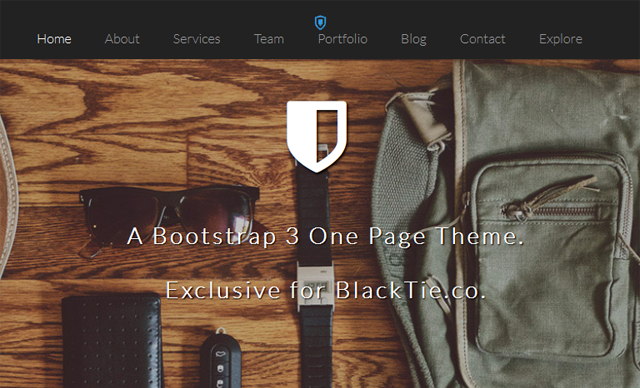 Home About Services Team Portfolio Blog Contact Explore
A Bootstrap 3 One Page Theme.
Exclusive for BlackTie.co.